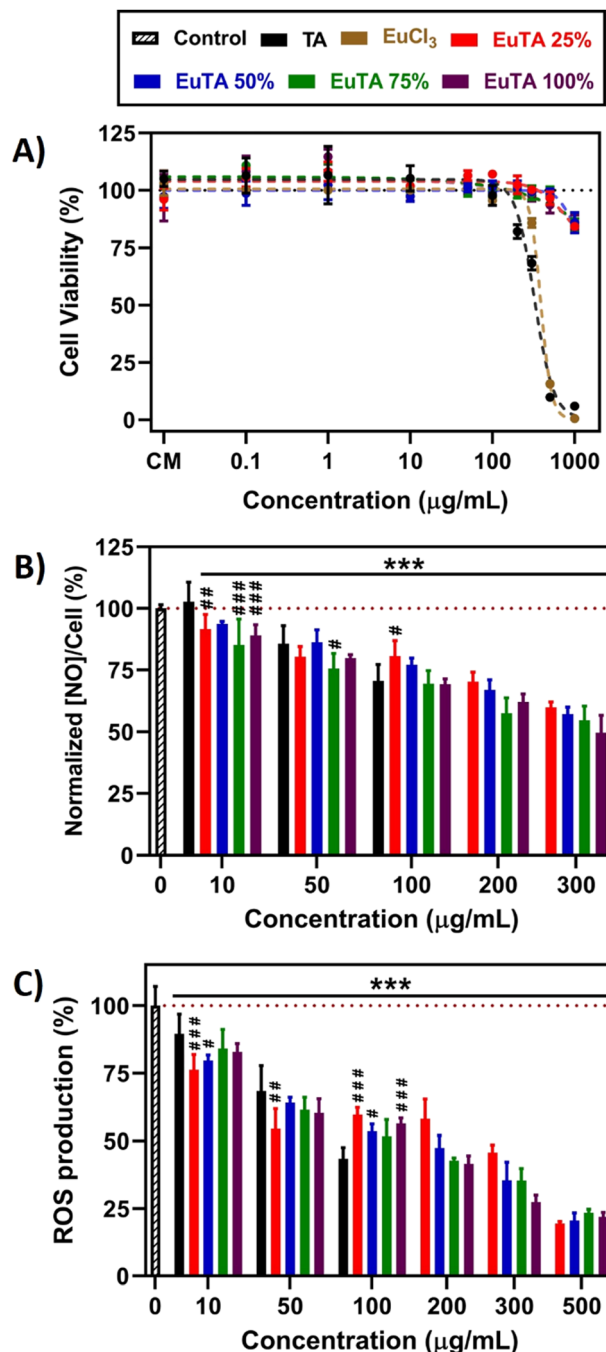 Control TA EuCl3 EuTA 25%
EuTA 50% EuTA 75% EuTA 100%
A)
Cell Viability (%)
125
100
75
50
25
0
CM 0.1 1 10 100 1000
Concentration (μg/mL)
B)
Normalized [NO]/Cell (%)
125
100
75
50
25
0
***
## ### ###
# #
0 10 50 100 200 300
Concentration (μg/mL)
C)
ROS production (%)
100
75
50
25
0
***
### #
##
### # ###
0 10 50 100 200 300 500
Concentration (μg/mL)